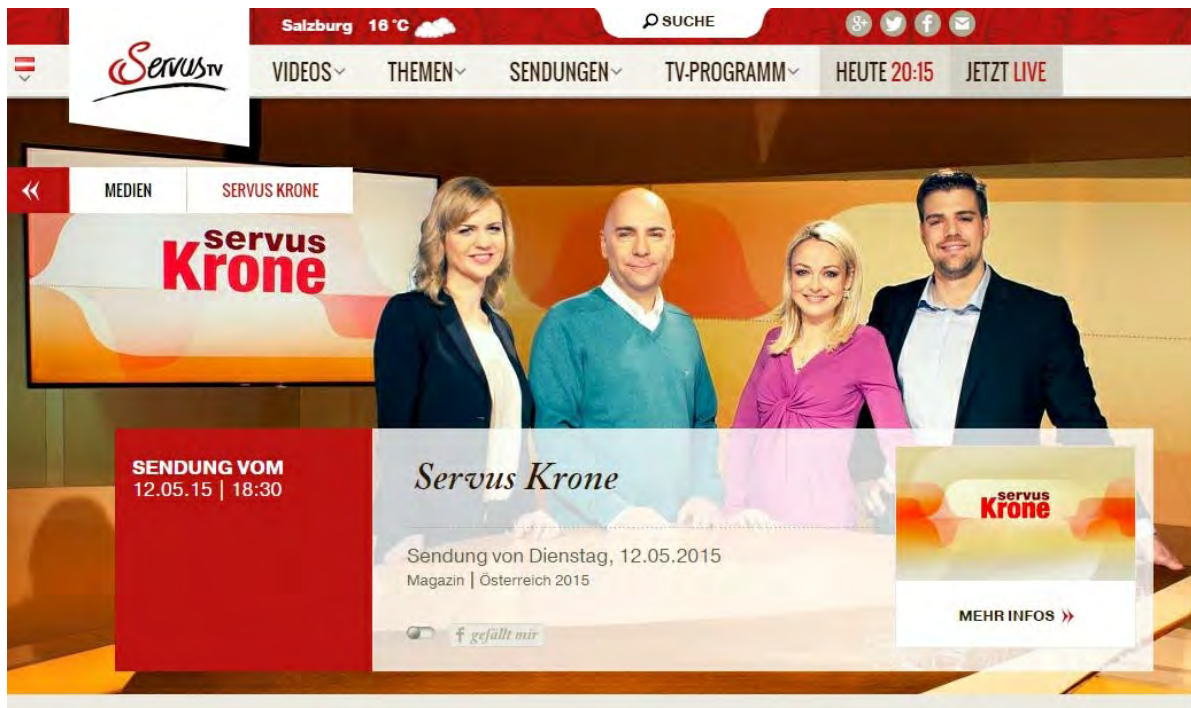 Salzburg 16 °C
SUCHE
Servus TV
VIDEOS
THEMEN
SENDUNGEN
TV-PROGRAMM
HEUTE 20:15
JETZT LIVE
MEDIEN
SERVUS KRONE
servus
Krone
SENDUNG VOM
12.05.15 | 18:30
Servus Krone
Sendung von Dienstag, 12.05.2015
Magazin | Österreich 2015
f gefällt mir
servus
Krone
MEHR INFOS